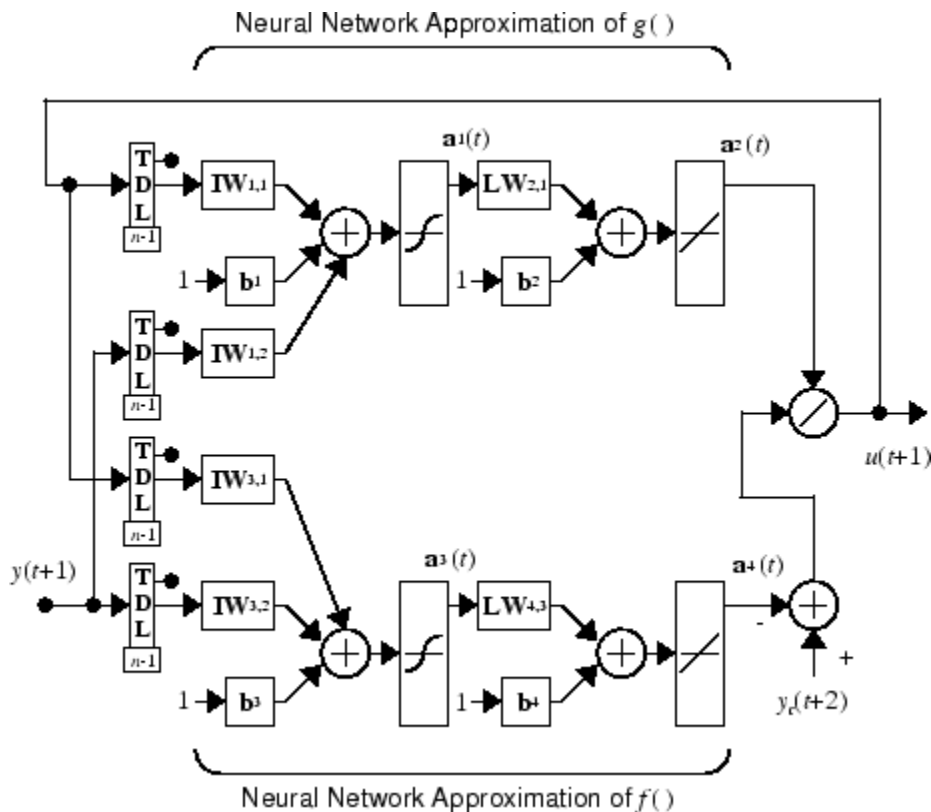 Neural Network Approximation of g( )
a1(t)
a2(t)
T
D
L
n-1
IW1,1
LW2,1
1
b1
1
b2
T
D
L
n-1
IW1,2
u(t+1)
T
D
L
n-1
IW3,1
y(t+1)
a3(t)
a4(t)
T
D
L
n-1
IW3,2
LW4,3
-
+
1
b3
1
b4
yr(t+2)
Neural Network Approximation of f( )